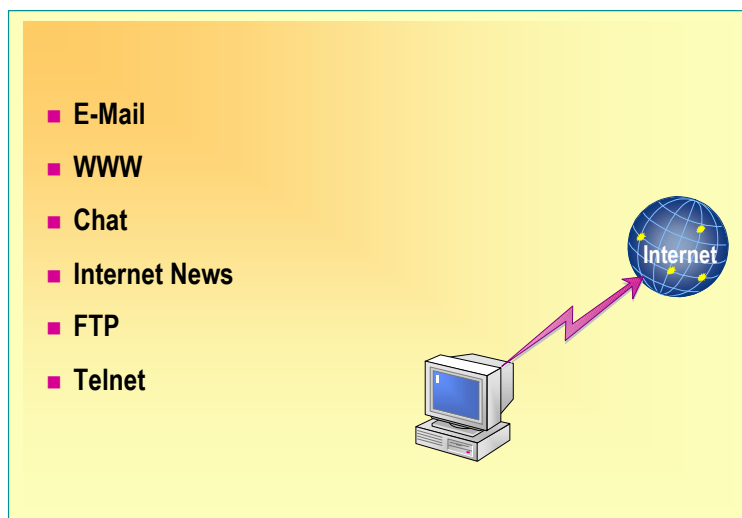 E-Mail
WWW
Chat
Internet News
FTP
Telnet
Internet